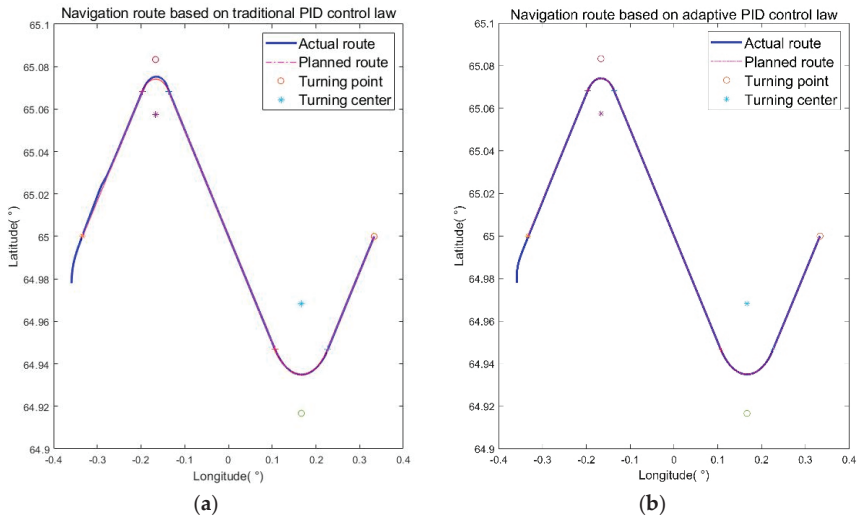 Navigation route based on traditional PID control law
65.1
65.08
65.06
65.04
65.02
65
64.98
64.96
64.94
64.92
64.9
Latitude( °)
-0.4 -0.3 -0.2 -0.1 0 0.1 0.2 0.3 0.4
Longitude( °)
Actual route
Planned route
Turning point
Turning center
(a)
Navigation route based on adaptive PID control law
65.1
65.08
65.06
65.04
65.02
65
64.98
64.96
64.94
64.92
64.9
Latitude( °)
-0.4 -0.3 -0.2 -0.1 0 0.1 0.2 0.3 0.4
Longitude( °)
Actual route
Planned route
Turning point
Turning center
(b)